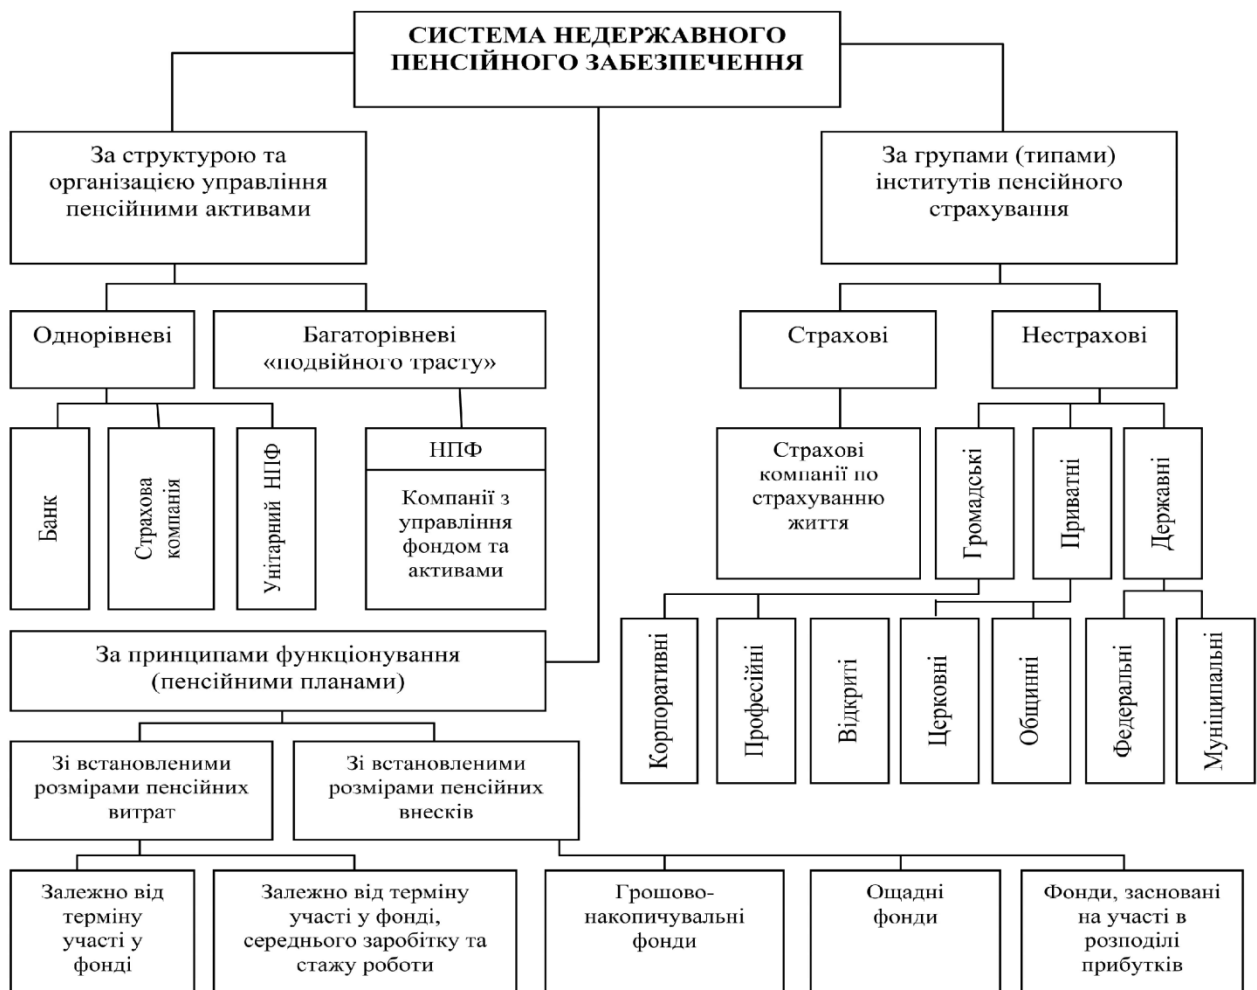 СИСТЕМА НЕДЕРЖАВНОГО
ПЕНСІЙНОГО ЗАБЕЗПЕЧЕННЯ
За структурою та
організацією управління
пенсійними активами
За групами (типами)
інститутів пенсійного
страхування
Однорівневі
Багаторівневі
«подвійного трасту»
Страхові
Нестрахові
Банк
Страхова
компанія
Унітарний НПФ
НПФ
Компанії з
управління
фондом та
активами
Страхові
компанії по
страхуванню
життя
Громадські
Приватні
Державні
Корпоративні
Професійні
Відкриті
Церковні
Общинні
Федеральні
Муніципальні
За принципами функціонування
(пенсійними планами)
Зі встановленими
розмірами пенсійних
витрат
Зі встановленими
розмірами пенсійних
внесків
Залежно від
терміну
участі у
фонді
Залежно від терміну
участі у фонді,
середнього заробітку та
стажу роботи
Грошово-
накопичувальні
фонди
Ощадні
фонди
Фонди, засновані
на участі в
розподілі
прибутків